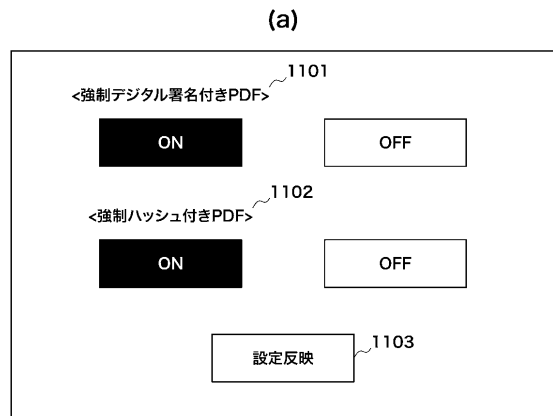 (a)
1101
<強制デジタル署名付きPDF>
ON OFF
1102
<強制ハッシュ付きPDF>
ON OFF
設定反映 1103